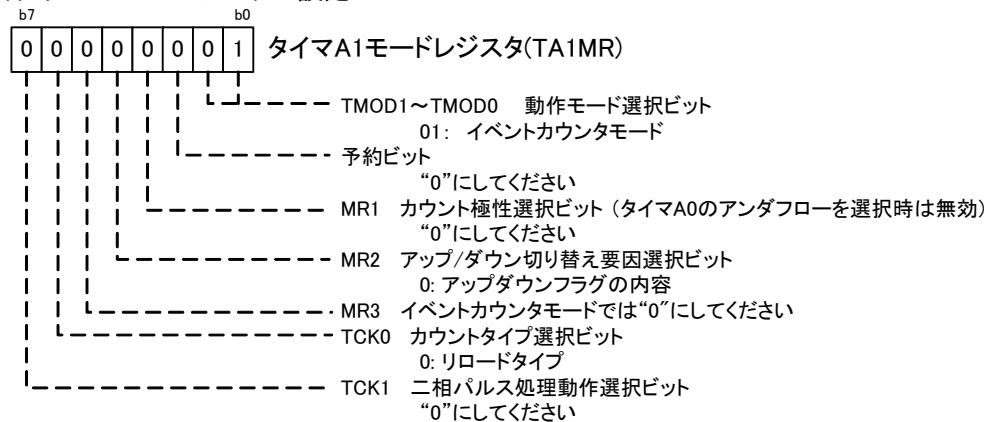 b7 b0
0 0 0 0 0 0 0 1 タイマA1モードレジスタ(TA1MR)
TMOD1～TMOD0 動作モード選択ビット
01: イベントカウンタモード
予約ビット
“0”にしてください
MR1 カウント極性選択ビット (タイマA0のアンダフローを選択時は無効)
“0”にしてください
MR2 アップ/ダウン切り替え要因選択ビット
0: アップダウンフラグの内容
MR3 イベントカウンタモードでは“0”にしてください
TCK0 カウントタイプ選択ビット
0: リロードタイプ
TCK1 二相パルス処理動作選択ビット
“0”にしてください